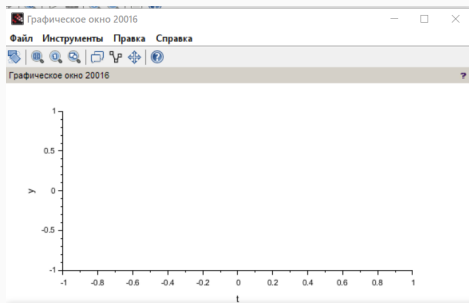 Графическое окно 20016
Файл Инструменты Правка Справка
Графическое окно 20016 ?
1
0.5
y 0
-0.5
-1
-1 -0.8 -0.6 -0.4 -0.2 0 0.2 0.4 0.6 0.8 1
t